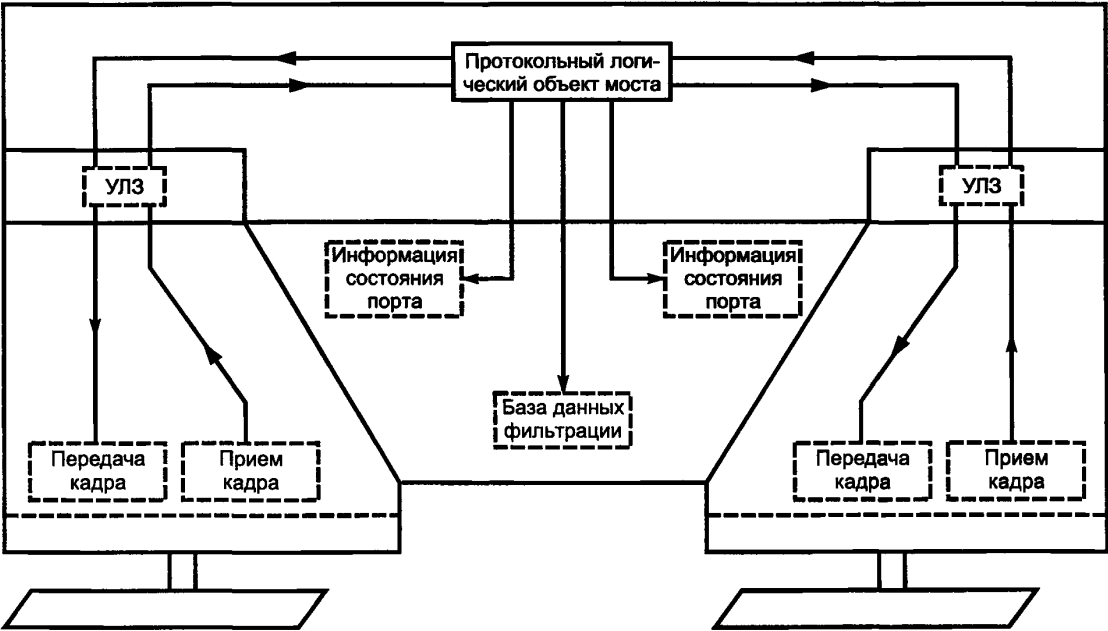 Протокольный логи-
ческий объект моста
УЛЗ
УЛЗ
Информация
состояния
порта
Информация
состояния
порта
База данных
фильтрации
Передача
кадра
Прием
кадра
Передача
кадра
Прием
кадра